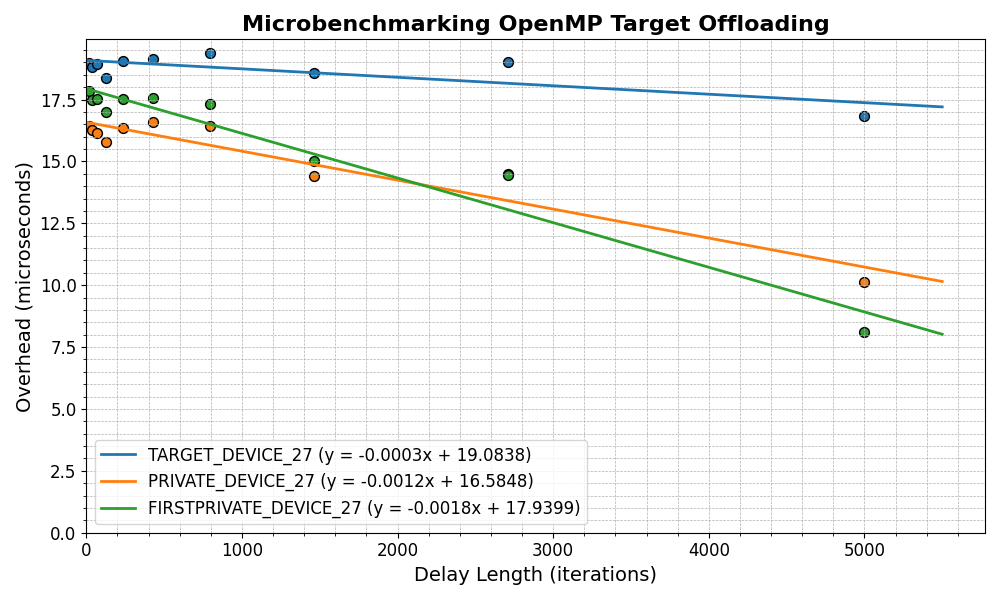 Microbenchmarking OpenMP Target Offloading
Overhead (microseconds)
17.5
15.0
12.5
10.0
7.5
5.0
2.5
0.0
TARGET_DEVICE_27 (y = -0.0003x + 19.0838)
PRIVATE_DEVICE_27 (y = -0.0012x + 16.5848)
FIRSTPRIVATE_DEVICE_27 (y = -0.0018x + 17.9399)
0 1000 2000 3000 4000 5000
Delay Length (iterations)